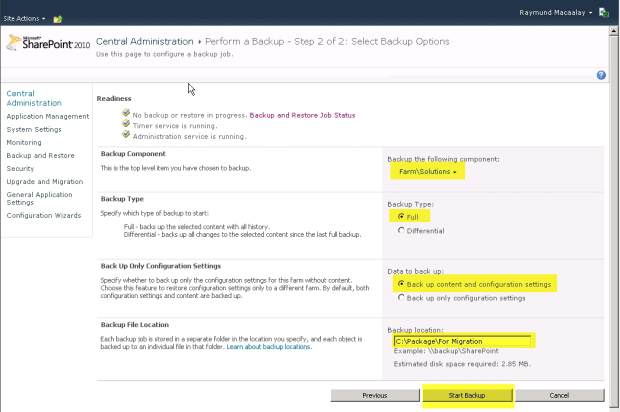 Raymund Macaalay
Site Actions
Microsoft
SharePoint 2010
Central Administration ▸ Perform a Backup - Step 2 of 2: Select Backup Options
Use this page to configure a backup job.
Central
Administration
Application Management
System Settings
Monitoring
Backup and Restore
Security
Upgrade and Migration
General Application
Settings
Configuration Wizards
Readiness
No backup or restore in progress. Backup and Restore Job Status
Timer service is running.
Administration service is running.
Backup Component
This is the top level item you have chosen to backup.
Backup the following component:
Farm\Solutions
Backup Type
Specify which type of backup to start:
Full - backs up the selected content with all history.
Differential - backs up all changes to the selected content since the last full backup.
Backup Type:
Full
Differential
Back Up Only Configuration Settings
Specify whether to back up only the configuration settings for this farm without content.
Choose this feature to restore configuration settings only to a different farm. By default, both
configuration settings and content are backed up.
Data to back up:
Back up content and configuration settings
Back up only configuration settings
Backup File Location
Each backup job is stored in a separate folder in the location you specify, and each object is
backed up to an individual file in that folder. Learn about backup locations.
Backup location:
C:\Package\For Migration
Example: \\backup\SharePoint
Estimated disk space required: 2.85 MB.
Previous
Start Backup
Cancel